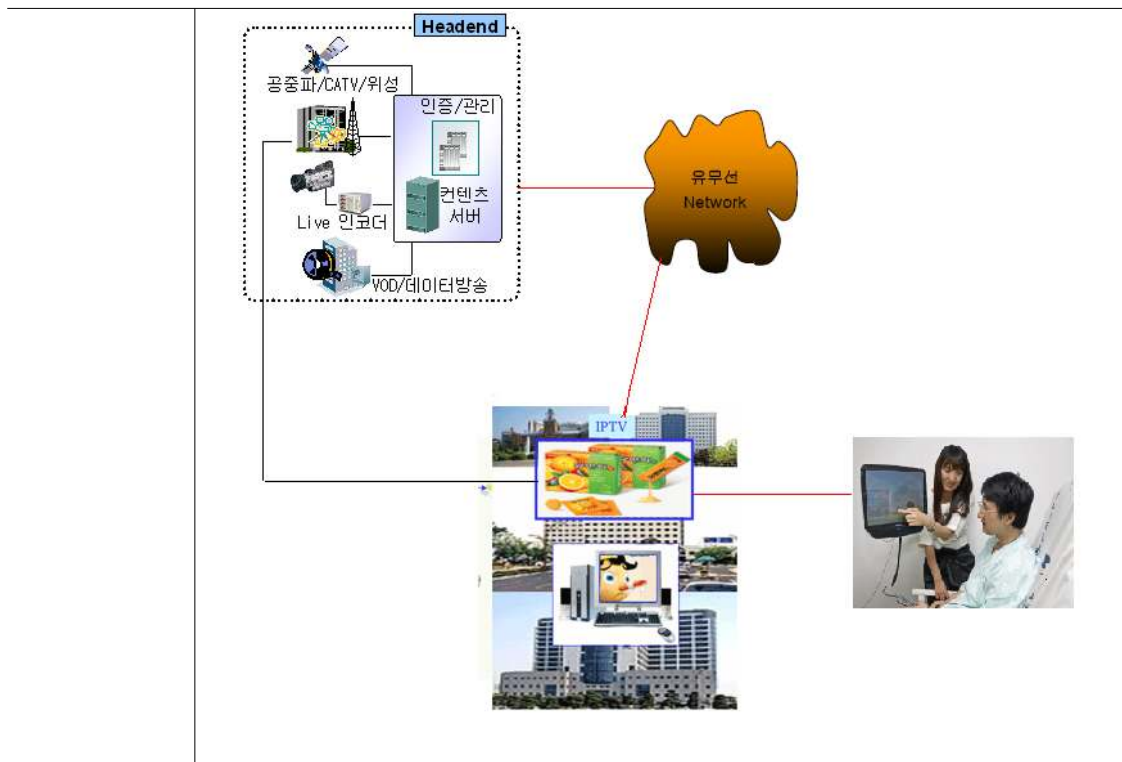 Headend
공중파/CATV/위성
인증/관리
컨텐츠
서버
Live 인코더
VOD/데이터방송
유무선
Network
IPTV